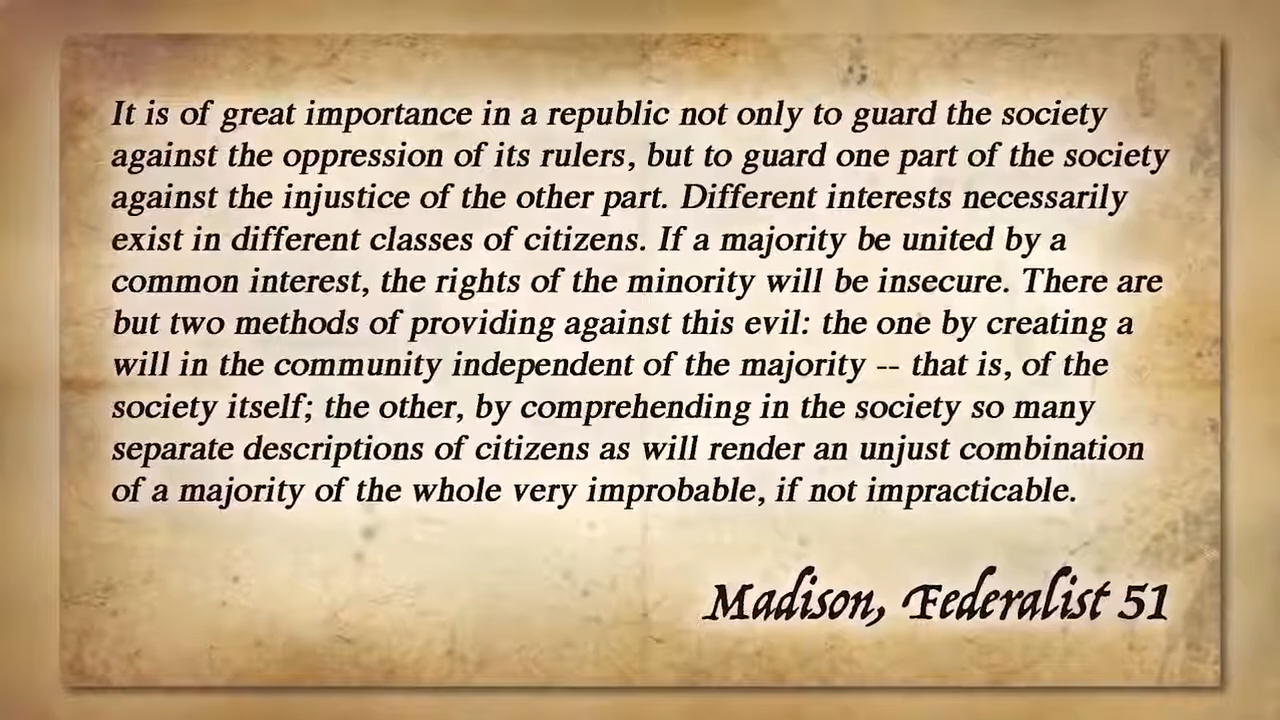 It is of great importance in a republic not only to guard the society
against the oppression of its rulers, but to guard one part of the society
against the injustice of the other part. Different interests necessarily
exist in different classes of citizens. If a majority be united by a
common interest, the rights of the minority will be insecure. There are
but two methods of providing against this evil: the one by creating a
will in the community independent of the majority -- that is, of the
society itself; the other, by comprehending in the society so many
separate descriptions of citizens as will render an unjust combination
of a majority of the whole very improbable, if not impracticable.
Madison, Federalist 51